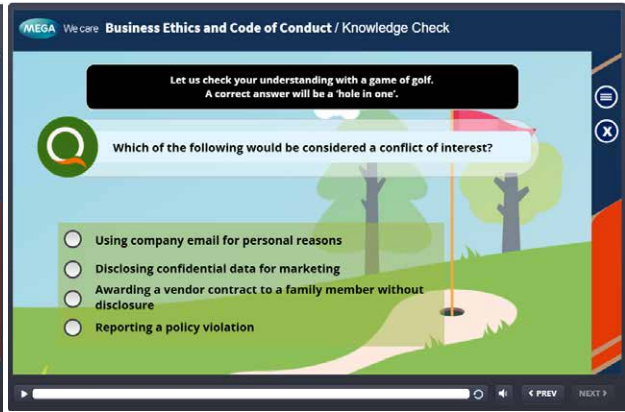 MEGA We care Business Ethics and Code of Conduct / Knowledge Check
Let us check your understanding with a game of golf.
A correct answer will be a 'hole in one'.
Q Which of the following would be considered a conflict of interest?
Using company email for personal reasons
Disclosing confidential data for marketing
Awarding a vendor contract to a family member without
disclosure
Reporting a policy violation
X
< PREV NEXT >